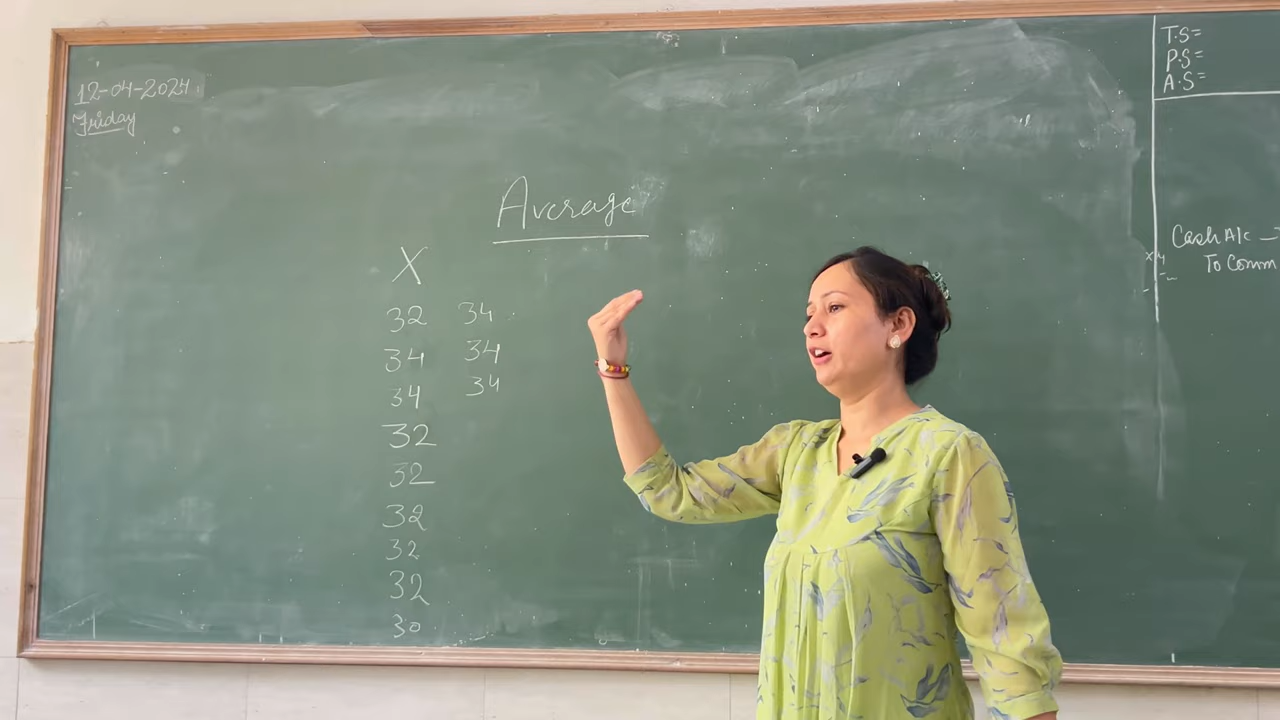 12-04-2024
Friday
Average
X
32 34
34 34
34 34
32
32
32
32
32
30
T.S=
P.S=
A.S=
Cash A/c
To Comm